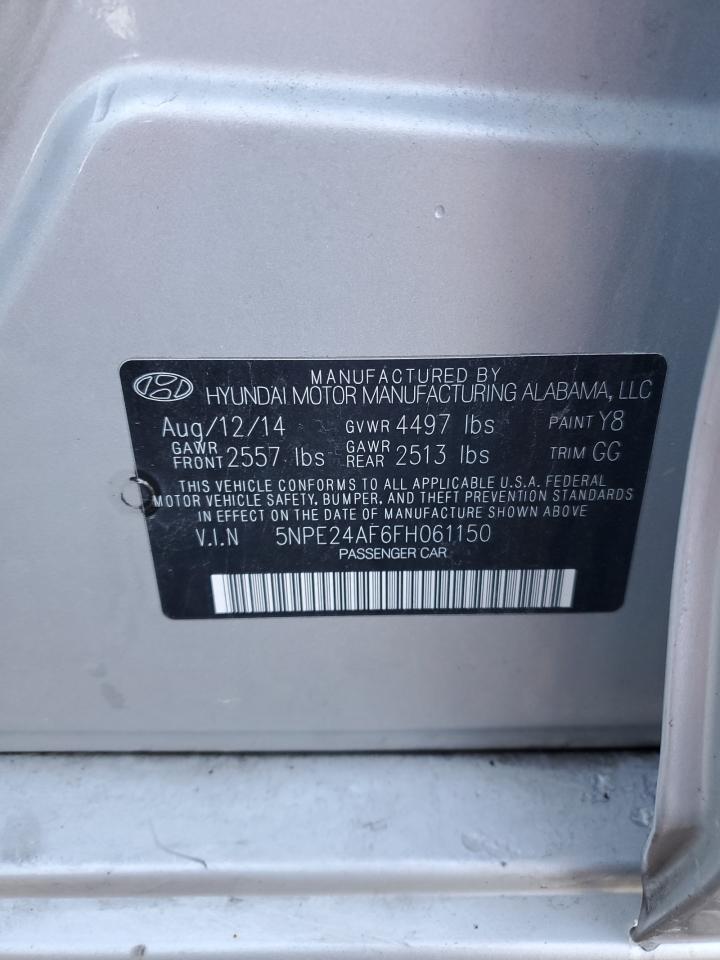 MANUFACTURED BY
HYUNDAI MOTOR MANUFACTURING ALABAMA, LLC
Aug/12/14 GVWR 4497 lbs PAINT Y8
GAWR FRONT 2557 lbs GAWR REAR 2513 lbs TRIM GG
THIS VEHICLE CONFORMS TO ALL APPLICABLE U.S.A. FEDERAL
MOTOR VEHICLE SAFETY, BUMPER, AND THEFT PREVENTION STANDARDS
IN EFFECT ON THE DATE OF MANUFACTURE SHOWN ABOVE
V.I.N 5NPE24AF6FH061150
PASSENGER CAR